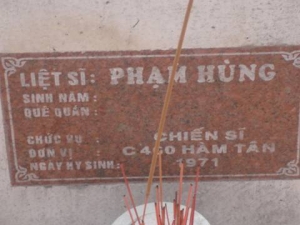 LIỆT SĨ: PHẠM HÙNG
SINH NĂM:
QUÊ QUÁN:
CHỨC VỤ: CHIẾN SĨ
ĐƠN VỊ: C 460 HÀM TÂN
NGÀY HY SINH: 1971